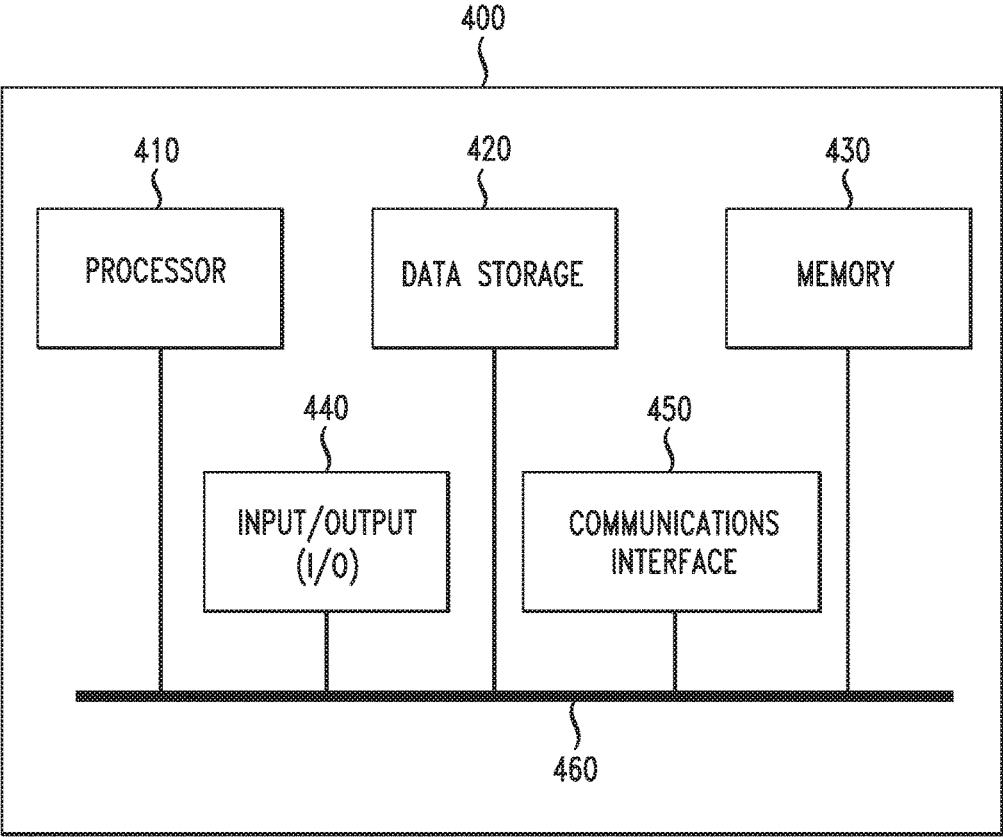 400
410
420
430
PROCESSOR
DATA STORAGE
MEMORY
440
450
INPUT/OUTPUT
(I/O)
COMMUNICATIONS
INTERFACE
460